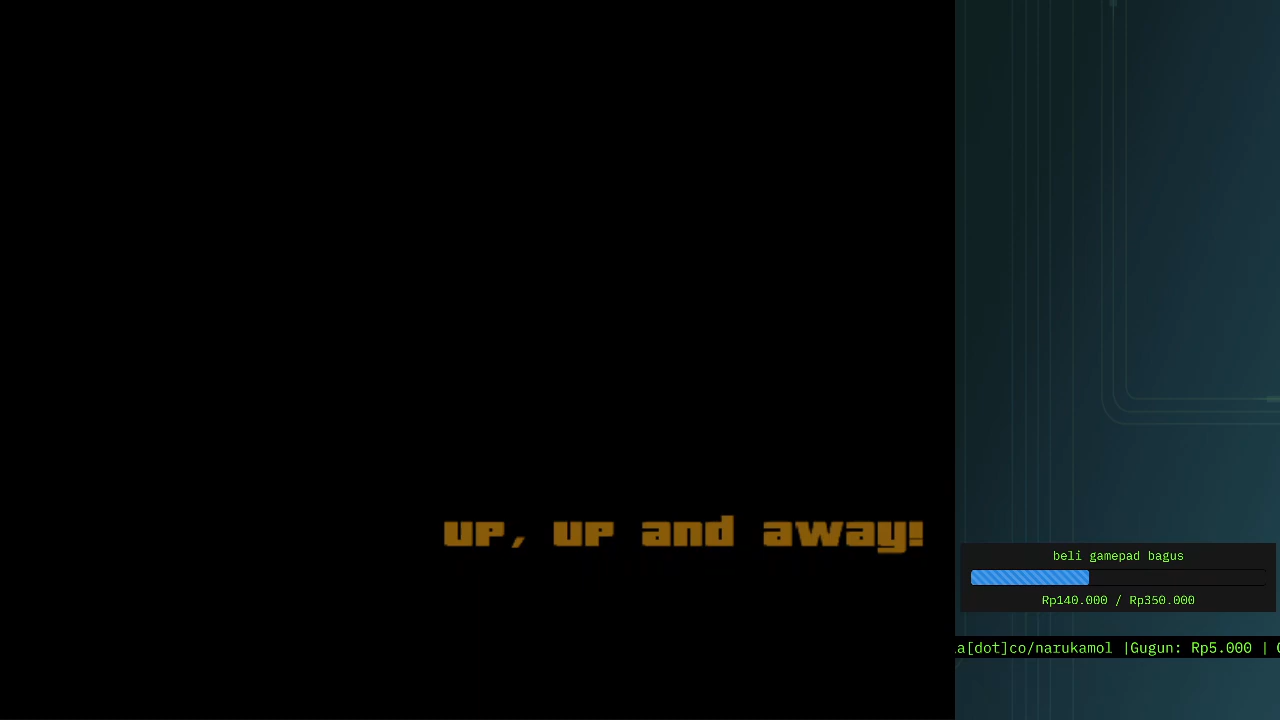 up, up and away!
beli gamepad bagus
Rp140.000 / Rp350.000
a[dot]co/narukamol |Gugun: Rp5.000 |